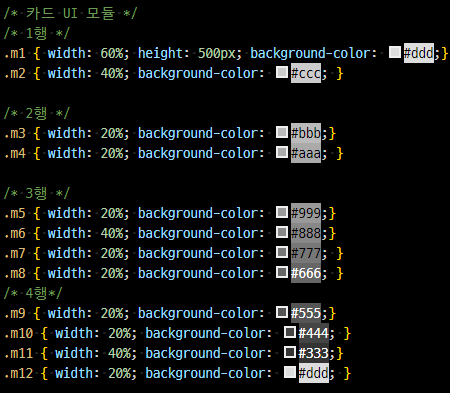 /* 카드 UI 모듈 */
/* 1행 */
.m1 { width: 60%; height: 500px; background-color: #ddd;}
.m2 { width: 40%; background-color: #ccc; }
/* 2행 */
.m3 { width: 20%; background-color: #bbb;}
.m4 { width: 20%; background-color: #aaa; }
/* 3행 */
.m5 { width: 20%; background-color: #999;}
.m6 { width: 40%; background-color: #888;}
.m7 { width: 20%; background-color: #777; }
.m8 { width: 20%; background-color: #666; }
/* 4행*/
.m9 { width: 20%; background-color: #555;}
.m10 { width: 20%; background-color: #444; }
.m11 { width: 40%; background-color: #333;}
.m12 { width: 20%; background-color: #ddd; }